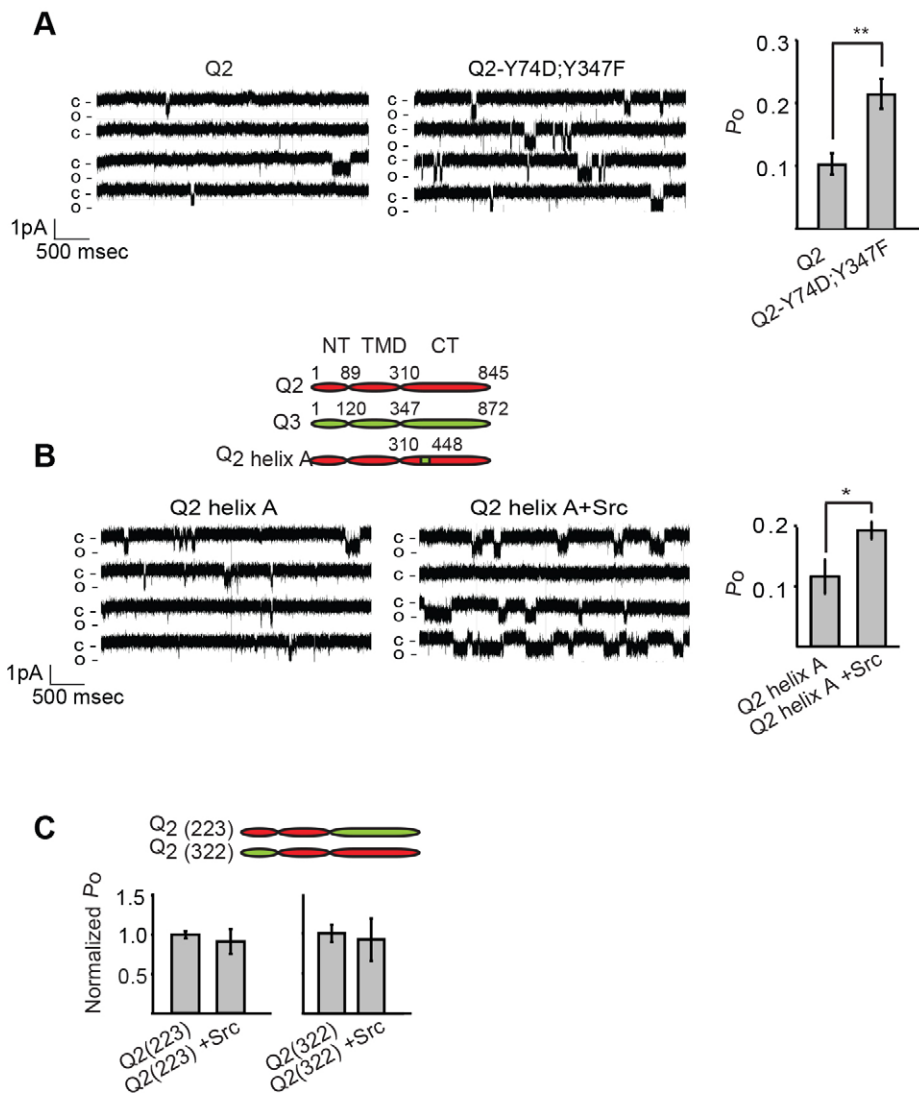 A
Q2
Q2-Y74D;Y347F
C
O
C
C
O
C
O
C
O
C
O
C
O
C
O
1pA
500 msec
Po
0.3
0.2
0.1
**
Q2
Q2-Y74D;Y347F
NT TMD CT
1 89 310 845
Q2
1 120 347 872
Q3
310 448
Q2 helix A
B
Q2 helix A
Q2 helix A+Src
C
O
C
O
C
O
C
O
C
O
C
O
C
O
C
O
1pA
500 msec
Po
0.2
0.1
*
Q2 helix A
Q2 helix A +Src
C
Q2 (223)
Q2 (322)
Normalized Po
1.5
1.0
0.5
Q2(223)
Q2(223) +Src
Q2(322)
Q2(322) +Src